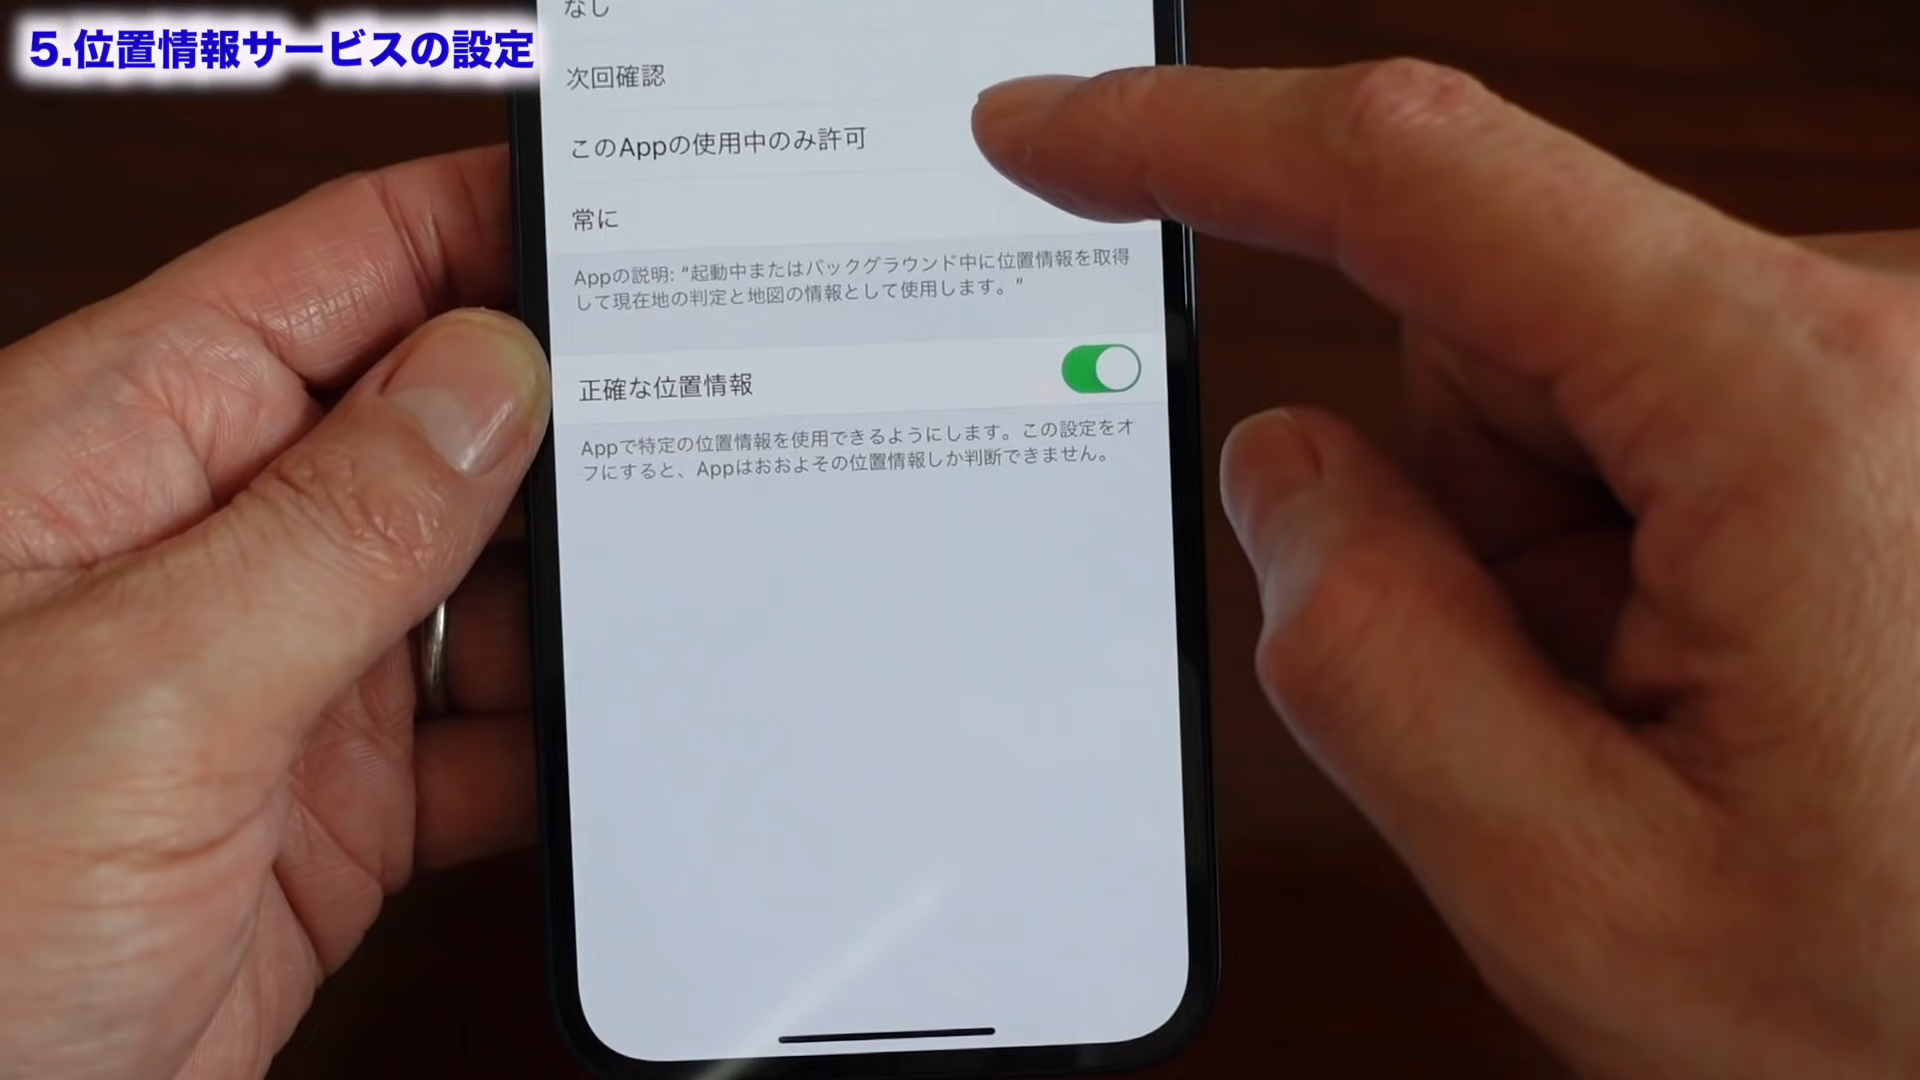 5.位置情報サービスの設定
なし
次回確認
このAppの使用中のみ許可
常に
Appの説明: “起動中またはバックグラウンド中に位置情報を取得
して現在地の判定と地図の情報として使用します。”
正確な位置情報
Appで特定の位置情報を使用できるようにします。この設定をオ
フにすると、Appはおおよその位置情報しか判断できません。